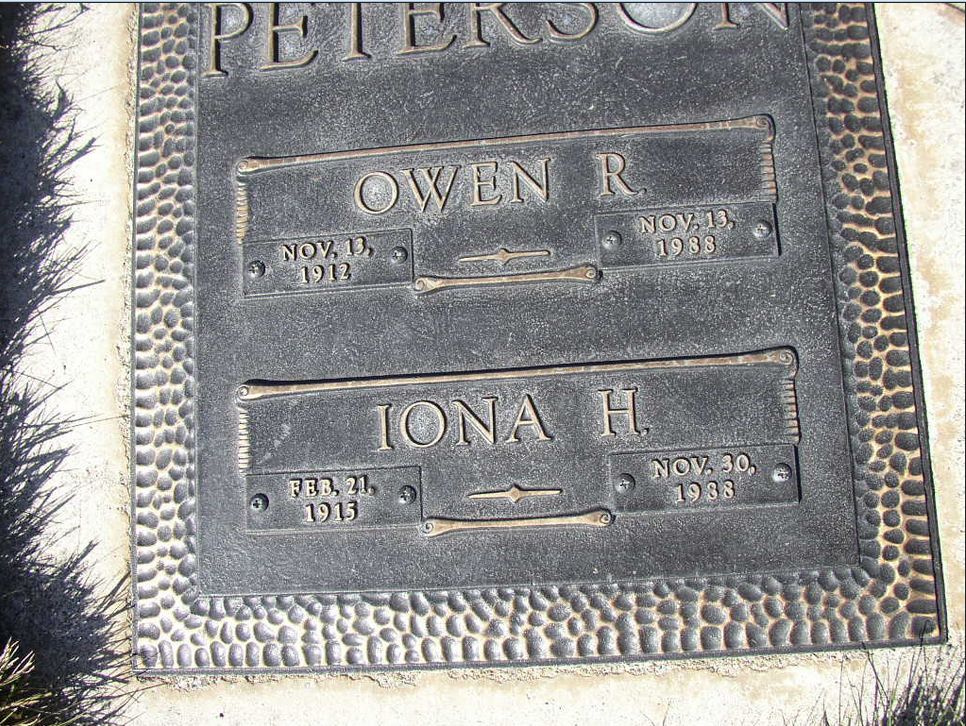 PETERSON
OWEN R.
NOV. 13,
1912
NOV. 13,
1988
IONA H.
FEB. 21,
1915
NOV. 30,
1988